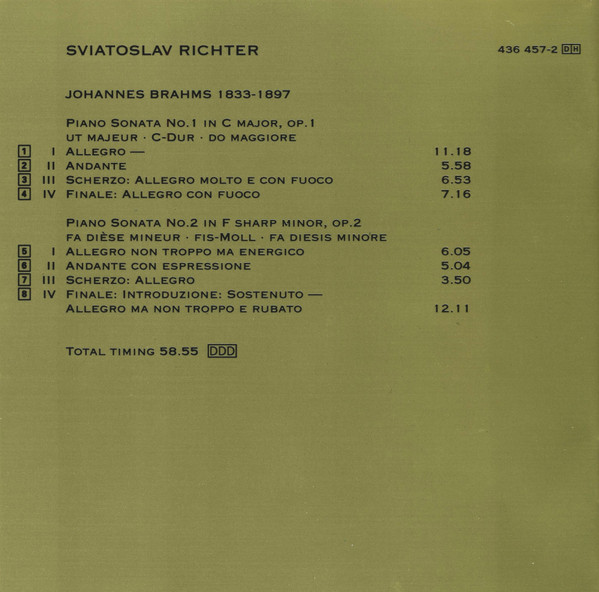 SVIATOSLAV RICHTER 436 457-2 DH
JOHANNES BRAHMS 1833-1897
PIANO SONATA NO.1 IN C MAJOR, OP.1
UT MAJEUR · C-DUR · DO MAGGIORE
1 I ALLEGRO — 11.18
2 II ANDANTE 5.58
3 III SCHERZO: ALLEGRO MOLTO E CON FUOCO 6.53
4 IV FINALE: ALLEGRO CON FUOCO 7.16
PIANO SONATA NO.2 IN F SHARP MINOR, OP.2
FA DIÈSE MINEUR · FIS-MOLL · FA DIESIS MINORE
5 I ALLEGRO NON TROPPO MA ENERGICO 6.05
6 II ANDANTE CON ESPRESSIONE 5.04
7 III SCHERZO: ALLEGRO 3.50
8 IV FINALE: INTRODUZIONE: SOSTENUTO —
ALLEGRO MA NON TROPPO E RUBATO 12.11
TOTAL TIMING 58.55 DDD